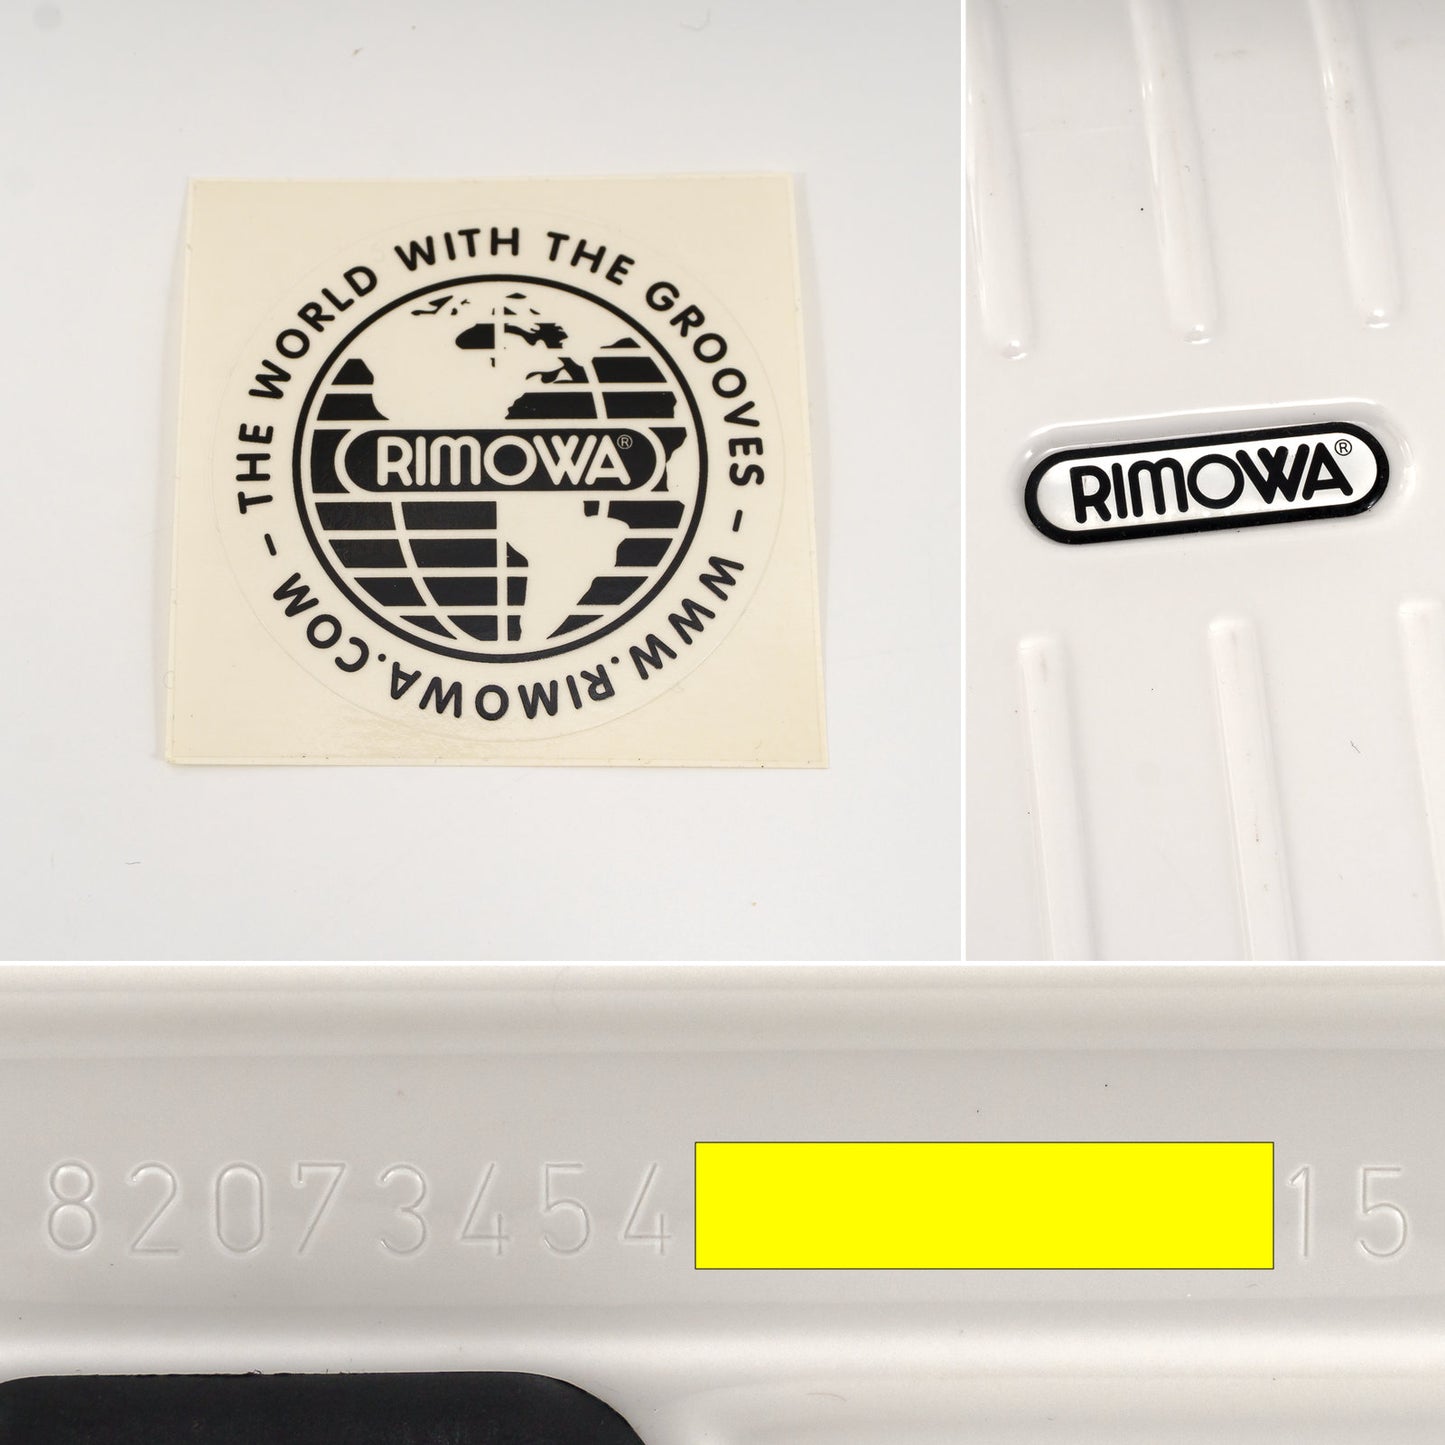 THE WORLD WITH THE GROOVES – WWW.RIMOWA.COM –
RIMOWA®
RIMOWA®
82073454
15